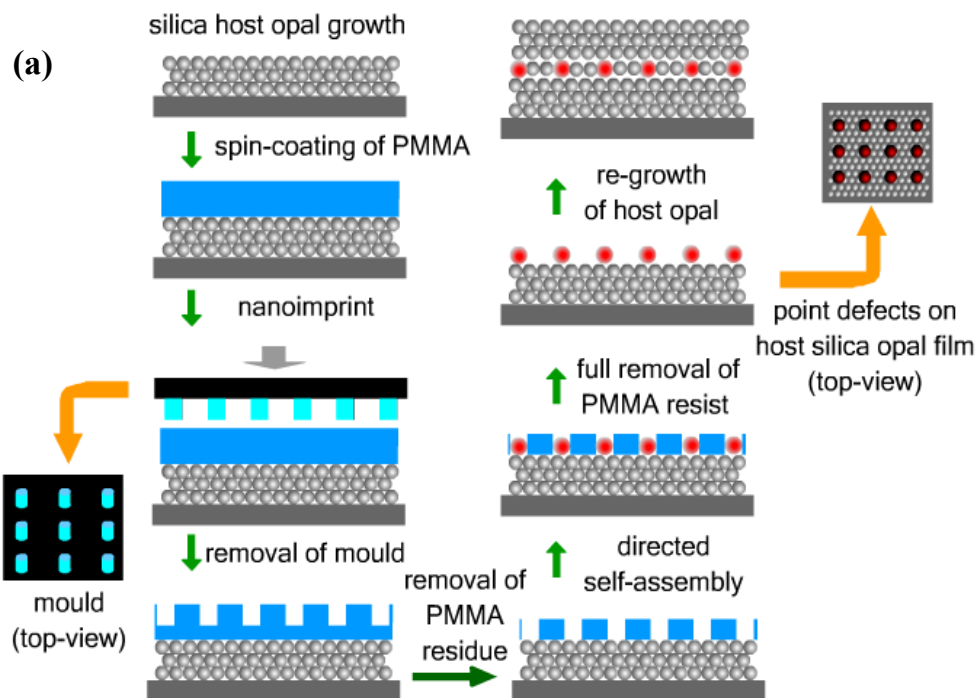 (a)
silica host opal growth
spin-coating of PMMA
nanoimprint
mould
(top-view)
removal of mould
removal of
PMMA
residue
directed
self-assembly
full removal of
PMMA resist
re-growth
of host opal
point defects on
host silica opal film
(top-view)